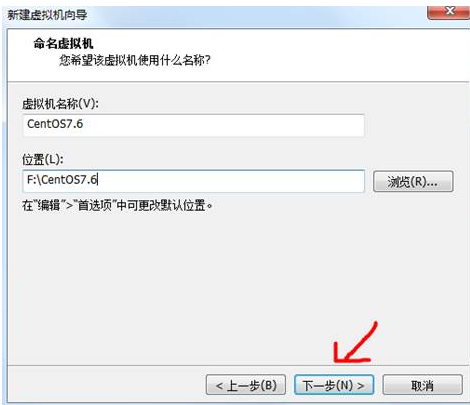 新建虚拟机向导
命名虚拟机
您希望该虚拟机使用什么名称?
虚拟机名称(V):
CentOS7.6
位置(L):
F:\CentOS7.6
浏览(R)...
在"编辑">"首选项"中可更改默认位置。
< 上一步(B)
下一步(N) >
取消